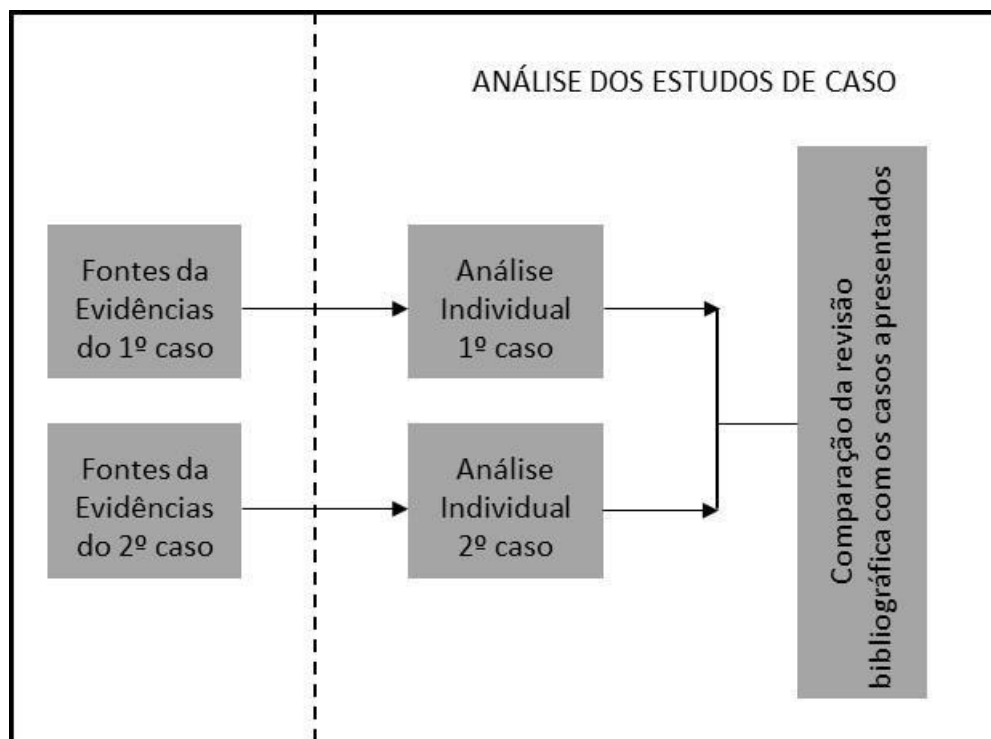 ANÁLISE DOS ESTUDOS DE CASO
Fontes da
Evidências
do 1º caso
Análise
Individual
1º caso
Fontes da
Evidências
do 2º caso
Análise
Individual
2º caso
Comparação da revisão
bibliográfica com os casos apresentados